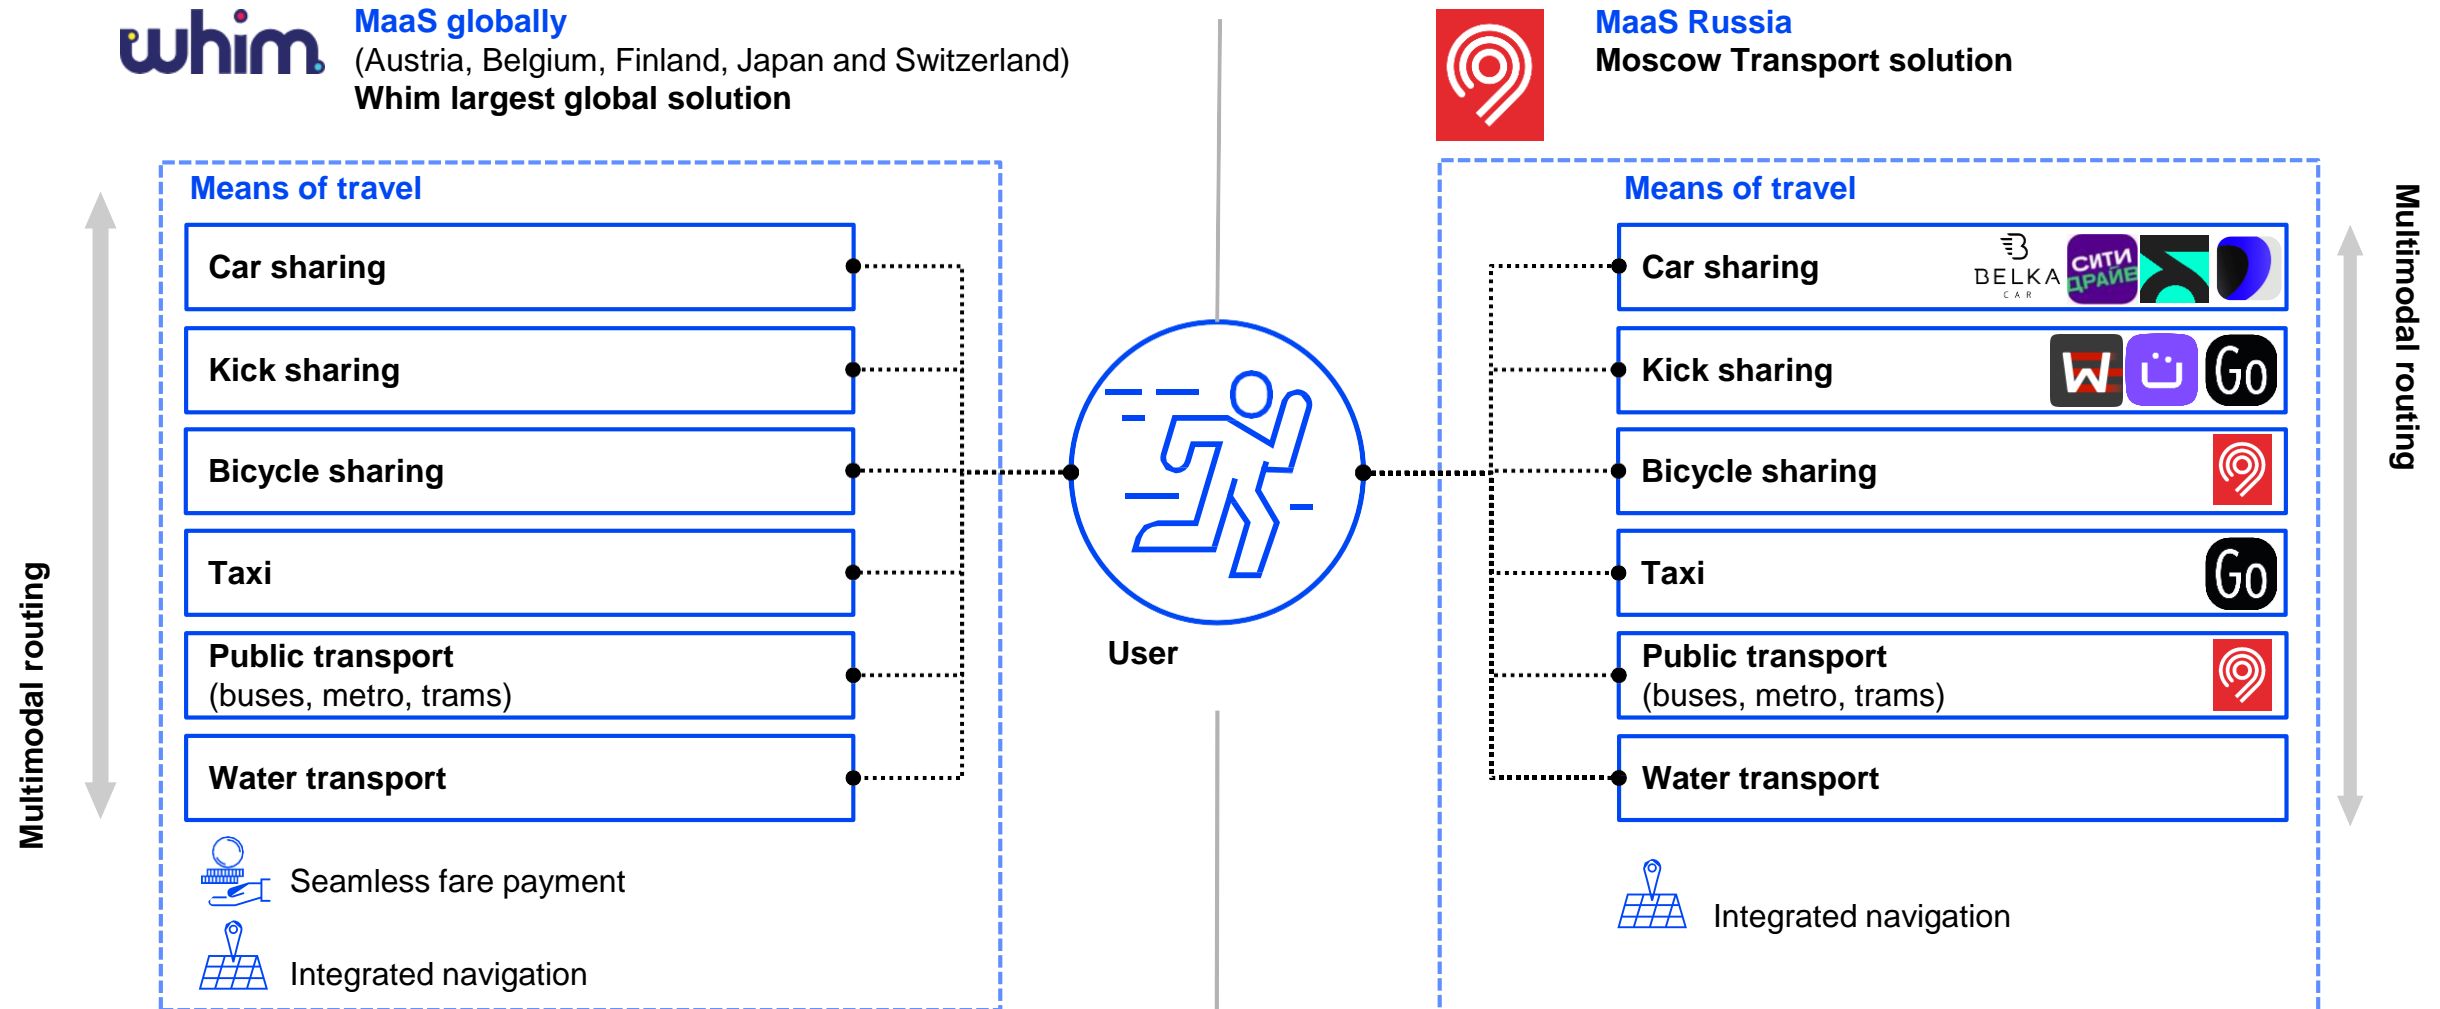 whim
MaaS globally
(Austria, Belgium, Finland, Japan and Switzerland)
Whim largest global solution
MaaS Russia
Moscow Transport solution
Multimodal routing
Means of travel
Car sharing
Kick sharing
Bicycle sharing
Taxi
Public transport
(buses, metro, trams)
Water transport
Seamless fare payment
Integrated navigation
User
Means of travel
Car sharing
B
BELKA
CAR
СИТИ
ДРАЙВ
Kick sharing
W
Go
Bicycle sharing
Taxi
Go
Public transport
(buses, metro, trams)
Water transport
Integrated navigation
Multimodal routing